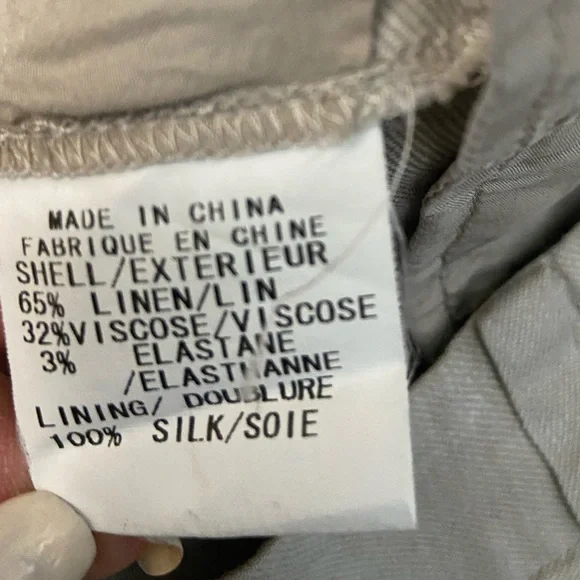 MADE IN CHINA
FABRIQUE EN CHINE
SHELL/EXTERIEUR
65% LINEN/LIN
32%VISCOSE/VISCOSE
3% ELASTANE
/ELASTHANNE
LINING/ DOUBLURE
100% SILK/SOIE